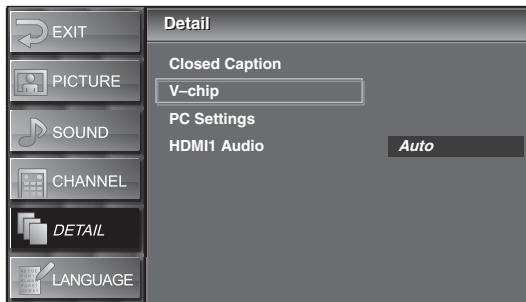 EXIT
PICTURE
SOUND
CHANNEL
DETAIL
LANGUAGE
Detail
Closed Caption
V–chip
PC Settings
HDMI1 Audio Auto